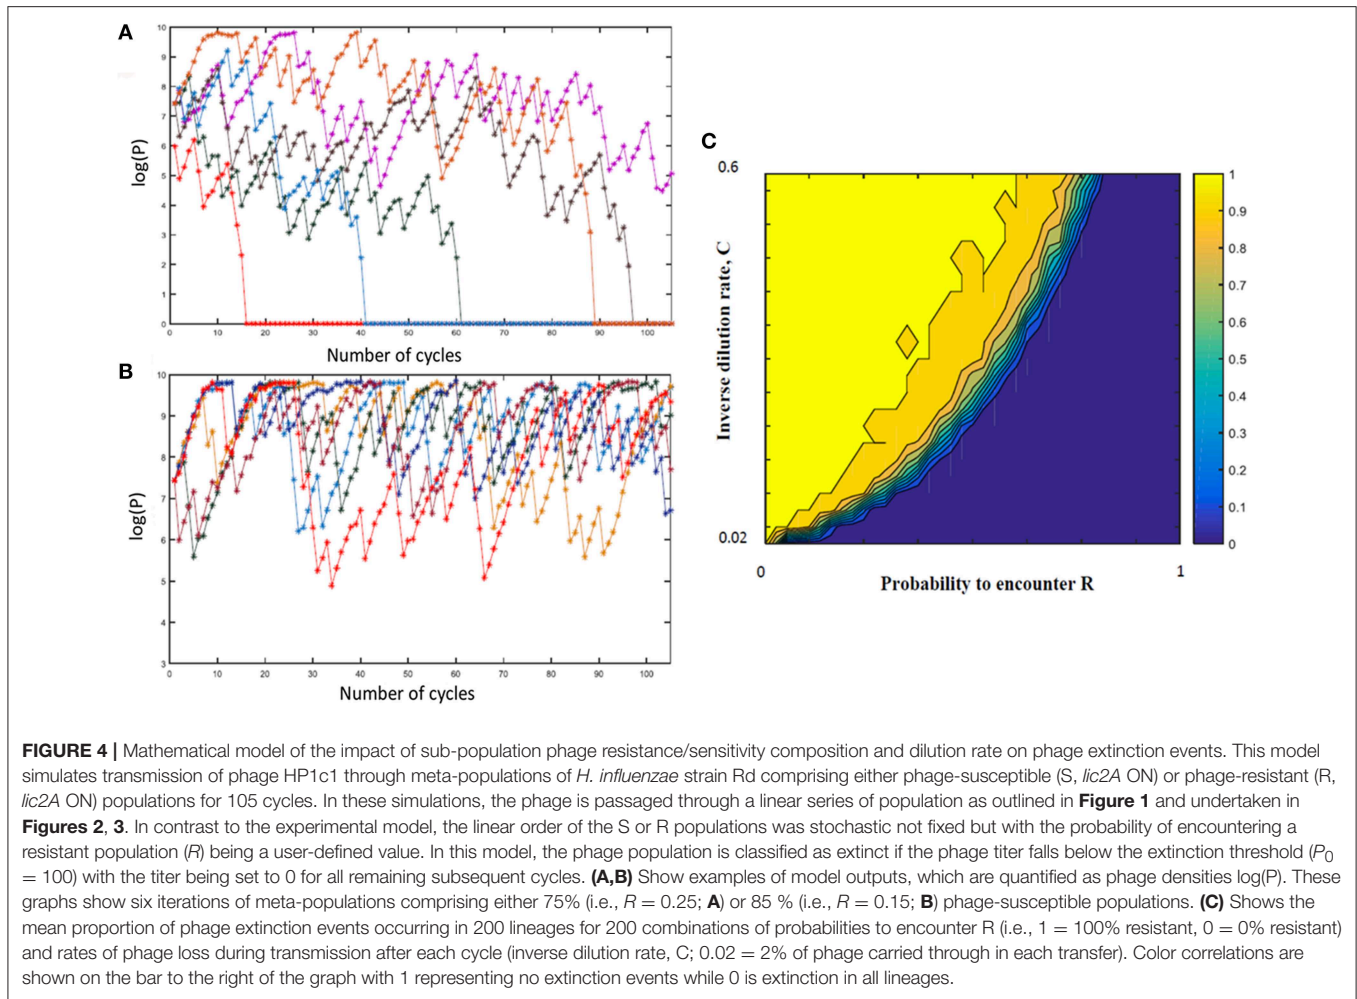 A
10
9
8
7
6
5
4
3
2
1
0
log(P)
0 10 20 30 40 50 60 70 80 90 100
Number of cycles
B
10
9
8
7
6
5
4
3
log(P)
0 10 20 30 40 50 60 70 80 90 100
Number of cycles
C
0.6
Inverse dilution rate, C
0.02
0 1
Probability to encounter R
1
0.9
0.8
0.7
0.6
0.5
0.4
0.3
0.2
0.1
0
FIGURE 4 | Mathematical model of the impact of sub-population phage resistance/sensitivity composition and dilution rate on phage extinction events. This model
simulates transmission of phage HP1c1 through meta-populations of H. influenzae strain Rd comprising either phage-susceptible (S, lic2A ON) or phage-resistant (R,
lic2A ON) populations for 105 cycles. In these simulations, the phage is passaged through a linear series of population as outlined in Figure 1 and undertaken in
Figures 2, 3. In contrast to the experimental model, the linear order of the S or R populations was stochastic not fixed but with the probability of encountering a
resistant population (R) being a user-defined value. In this model, the phage population is classified as extinct if the phage titer falls below the extinction threshold (P0
= 100) with the titer being set to 0 for all remaining subsequent cycles. (A,B) Show examples of model outputs, which are quantified as phage densities log(P). These
graphs show six iterations of meta-populations comprising either 75% (i.e., R = 0.25; A) or 85 % (i.e., R = 0.15; B) phage-susceptible populations. (C) Shows the
mean proportion of phage extinction events occurring in 200 lineages for 200 combinations of probabilities to encounter R (i.e., 1 = 100% resistant, 0 = 0% resistant)
and rates of phage loss during transmission after each cycle (inverse dilution rate, C; 0.02 = 2% of phage carried through in each transfer). Color correlations are
shown on the bar to the right of the graph with 1 representing no extinction events while 0 is extinction in all lineages.